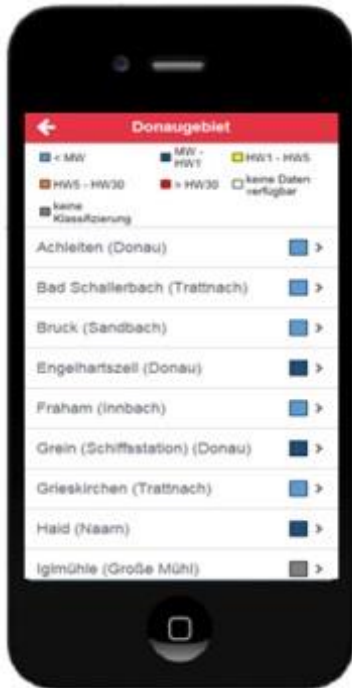 Donaugebiet
< MW
MW - HW1
HW1 - HW5
HW5 - HW30
> HW30
keine Daten verfügbar
keine Klassifizierung
Achleiten (Donau)
Bad Schallerbach (Trattnach)
Bruck (Sandbach)
Engelhartszell (Donau)
Fraham (Innbach)
Grein (Schiffsstation) (Donau)
Grieskirchen (Trattnach)
Haid (Naarn)
Iglmühle (Große Mühl)